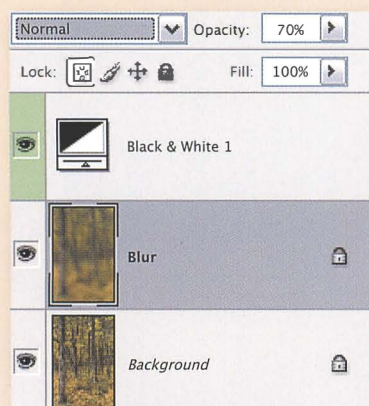 Normal Opacity: 70%
Lock: Fill: 100%
Black & White 1
Blur
Background